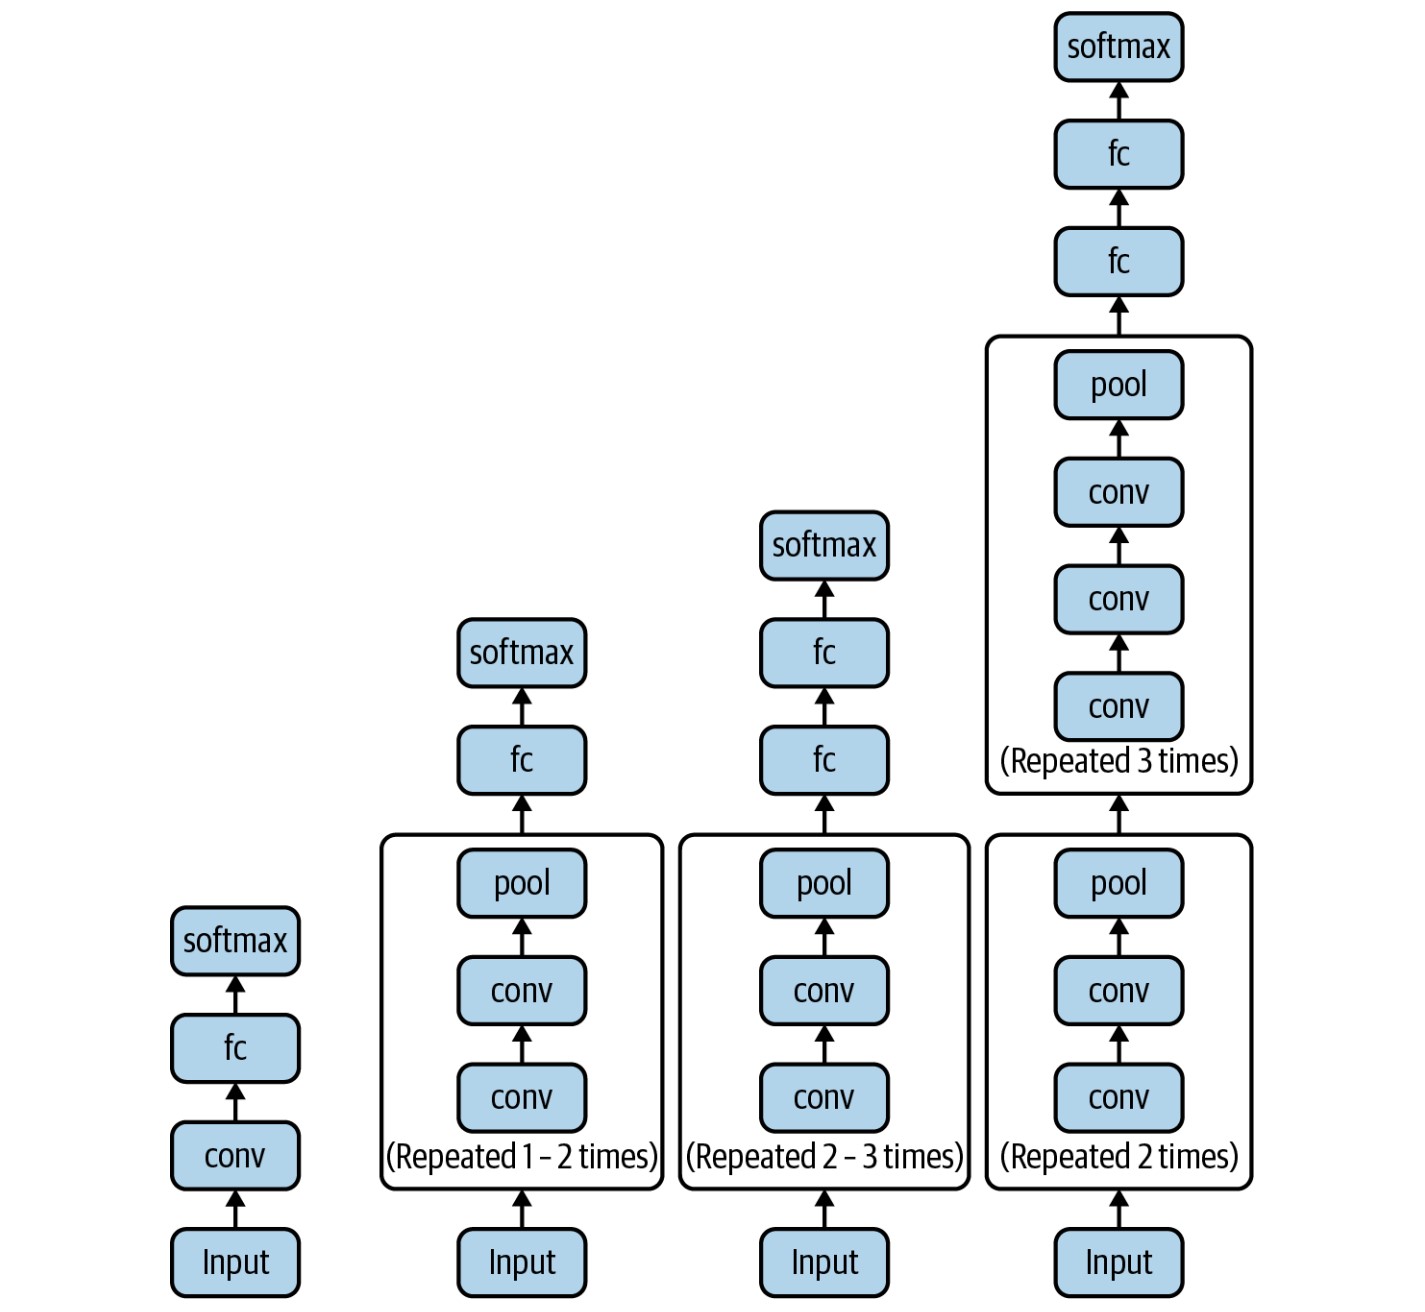 softmax
fc
conv
Input
softmax
fc
pool
conv
conv
(Repeated 1 – 2 times)
Input
softmax
fc
fc
pool
conv
conv
(Repeated 2 – 3 times)
Input
softmax
fc
fc
pool
conv
conv
conv
(Repeated 3 times)
pool
conv
conv
(Repeated 2 times)
Input